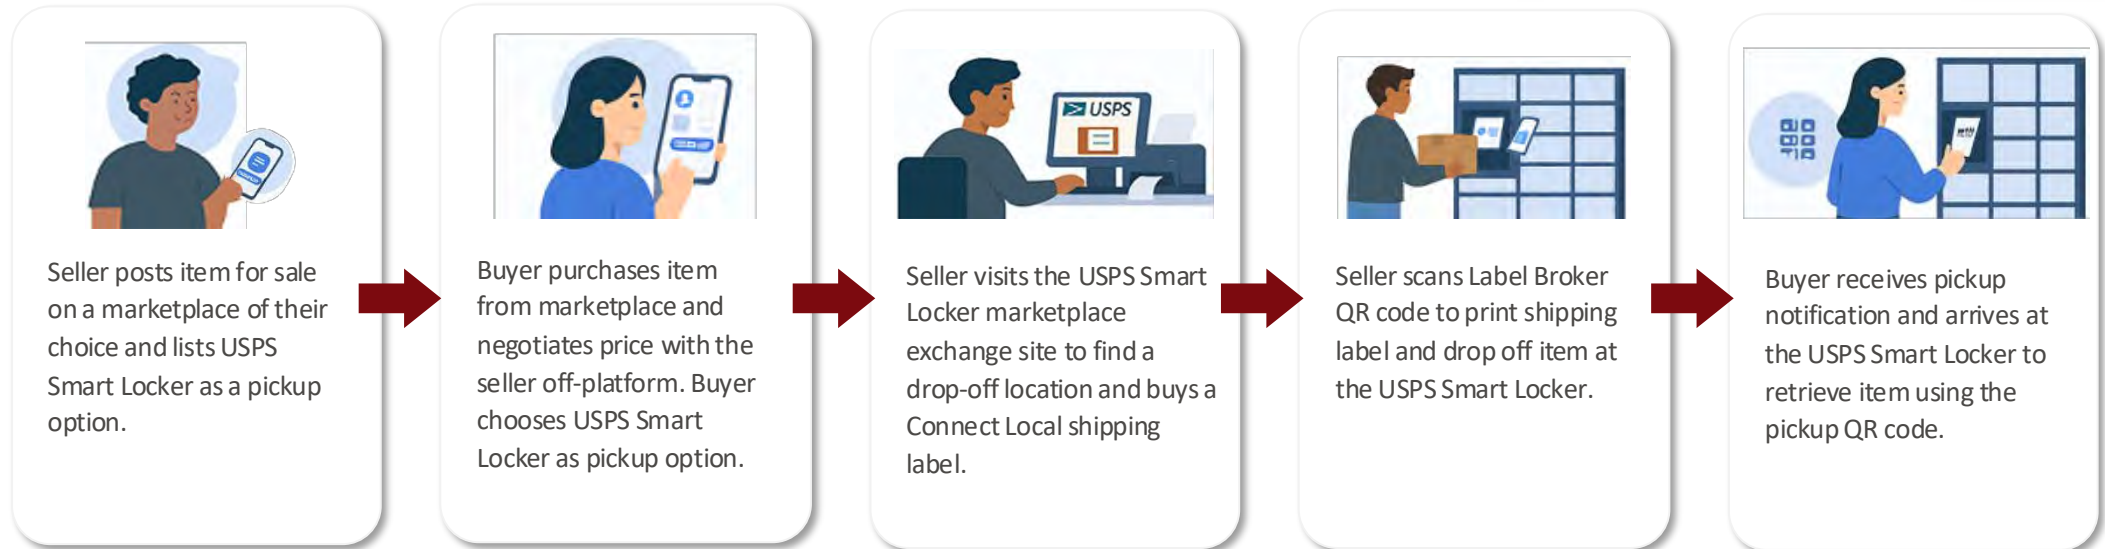 Seller posts item for sale
on a marketplace of their
choice and lists USPS
Smart Locker as a pickup
option.
Buyer purchases item
from marketplace and
negotiates price with the
seller off-platform. Buyer
chooses USPS Smart
Locker as pickup option.
USPS
Seller visits the USPS Smart
Locker marketplace
exchange site to find a
drop-off location and buys a
Connect Local shipping
label.
Seller scans Label Broker
QR code to print shipping
label and drop off item at
the USPS Smart Locker.
Buyer receives pickup
notification and arrives at
the USPS Smart Locker to
retrieve item using the
pickup QR code.